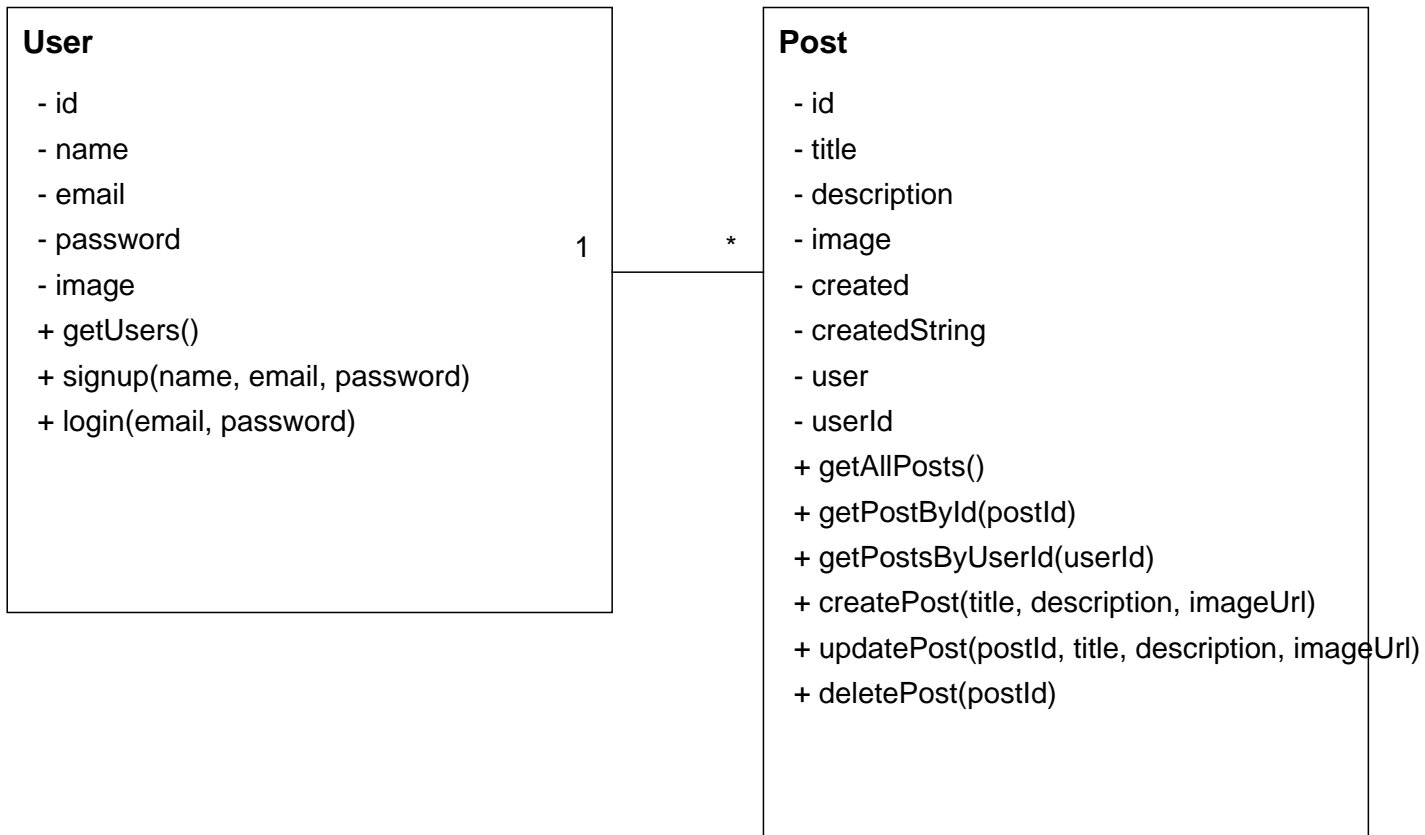 User
- id
- name
- email
- password
- image
+ getUsers()
+ signup(name, email, password)
+ login(email, password)
1
*
Post
- id
- title
- description
- image
- created
- createdString
- user
- userId
+ getAllPosts()
+ getPostById(postId)
+ getPostsByUserId(userId)
+ createPost(title, description, imageUrl)
+ updatePost(postId, title, description, imageUrl)
+ deletePost(postId)